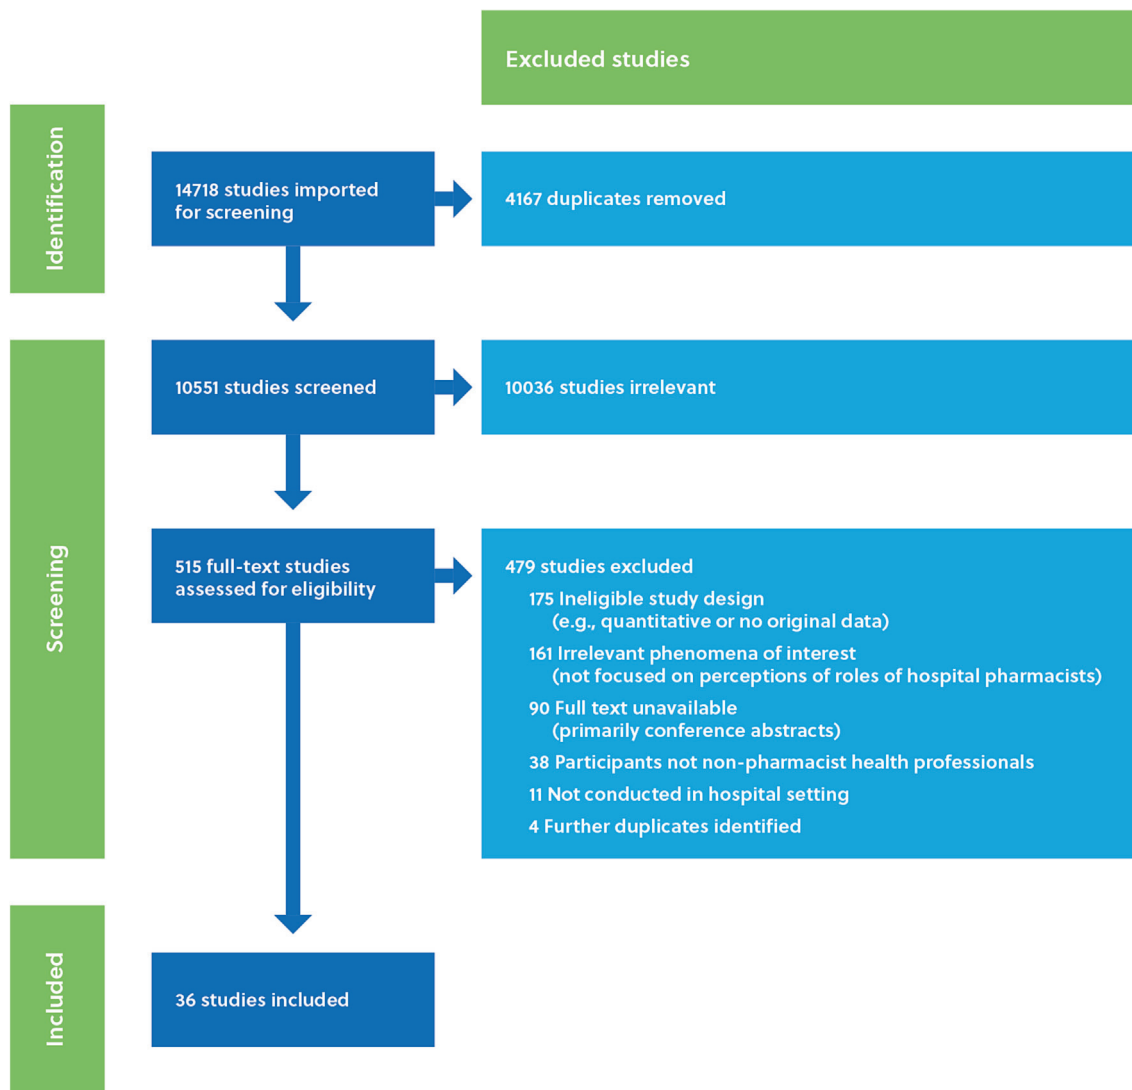 Excluded studies
Identification
14718 studies imported
for screening
4167 duplicates removed
Screening
10551 studies screened
10036 studies irrelevant
515 full-text studies
assessed for eligibility
479 studies excluded
175 Ineligible study design
(e.g., quantitative or no original data)
161 Irrelevant phenomena of interest
(not focused on perceptions of roles of hospital pharmacists)
90 Full text unavailable
(primarily conference abstracts)
38 Participants not non-pharmacist health professionals
11 Not conducted in hospital setting
4 Further duplicates identified
Included
36 studies included